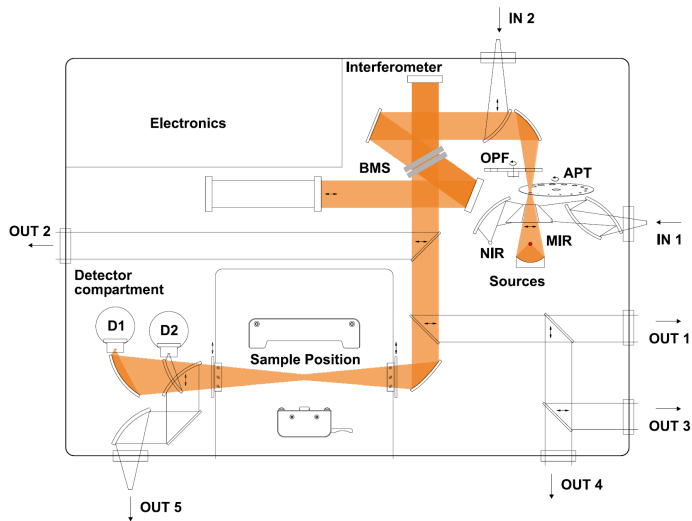 IN 2
Interferometer
Electronics
BMS
OPF
APT
OUT 2
IN 1
NIR
MIR
Sources
Detector
compartment
D1
D2
Sample Position
OUT 1
OUT 3
OUT 4
OUT 5